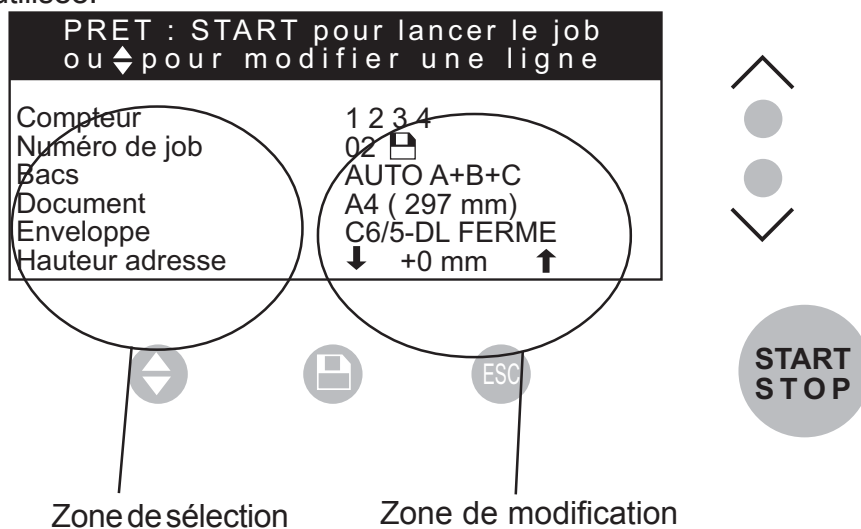 utilisée.
PRET : START pour lancer le job
ou pour modifier une ligne
Compteur 1 2 3 4
Numéro de job 02
Bacs AUTO A+B+C
Document A4 ( 297 mm)
Enveloppe C6/5-DL FERME
Hauteur adresse +0 mm
ESC
START
STOP
Zone de sélection Zone de modification